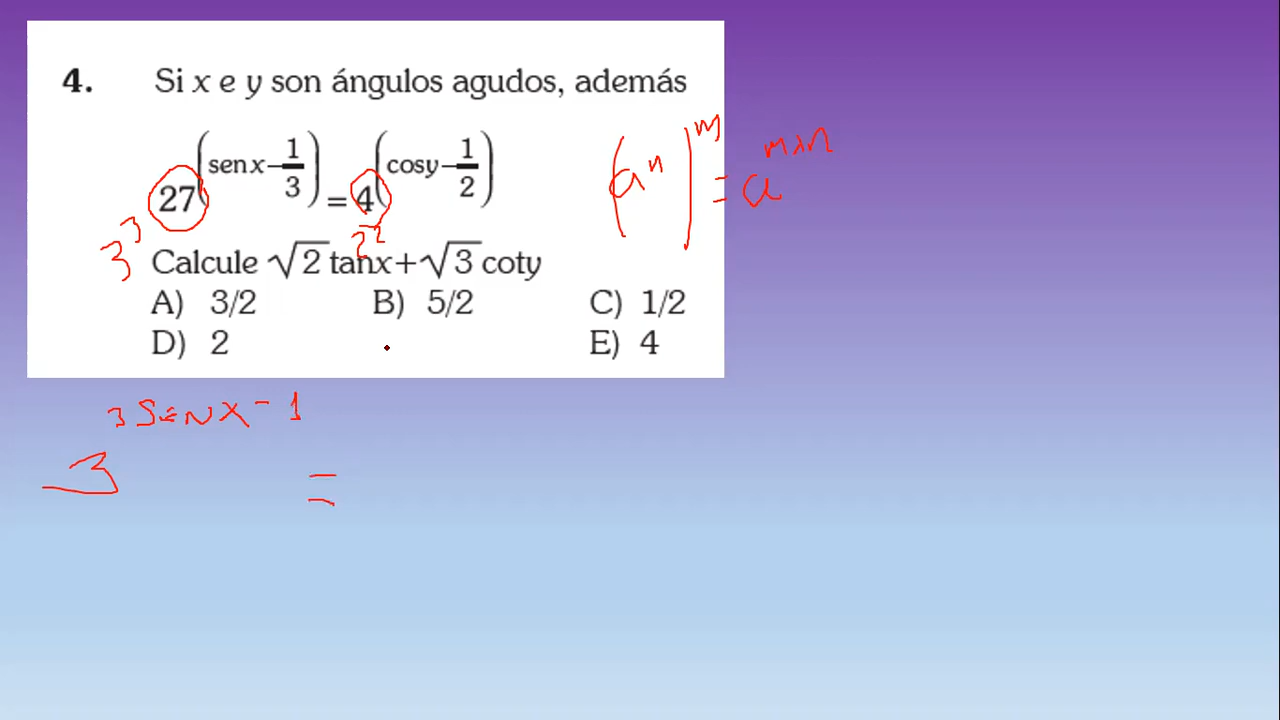 4. Si x e y son ángulos agudos, además
27^(senx-1/3) = 4^(cosy-1/2)
(a^n)^m = a^mxn
3^3
2^2
Calcule √2 tanx+√3 coty
A) 3/2 B) 5/2 C) 1/2
D) 2 E) 4
3^3SENX-1 =